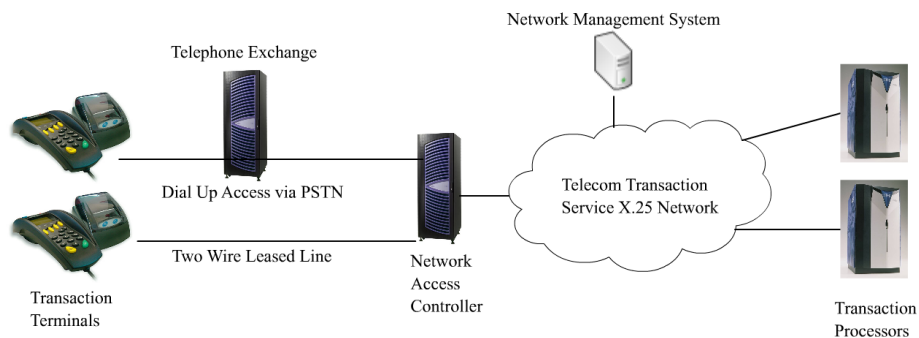 Network Management System
Telephone Exchange
Dial Up Access via PSTN
Telecom Transaction
Service X.25 Network
Two Wire Leased Line
Network
Access
Controller
Transaction
Terminals
Transaction
Processors